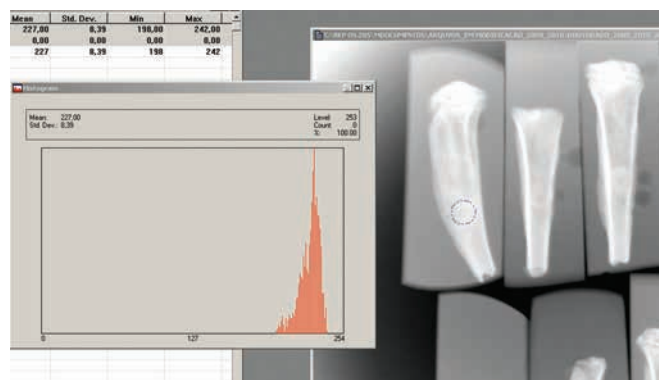 Mean Std. Dev. Min Max
227,00 8,39 198,00 242,00
0,00 0,00 0,00 0,00
227 8,39 198 242
Histogram
Mean: 227,00
Std Dev.: 8,39
Level 253
Count 0
%: 100.00
0 127 254